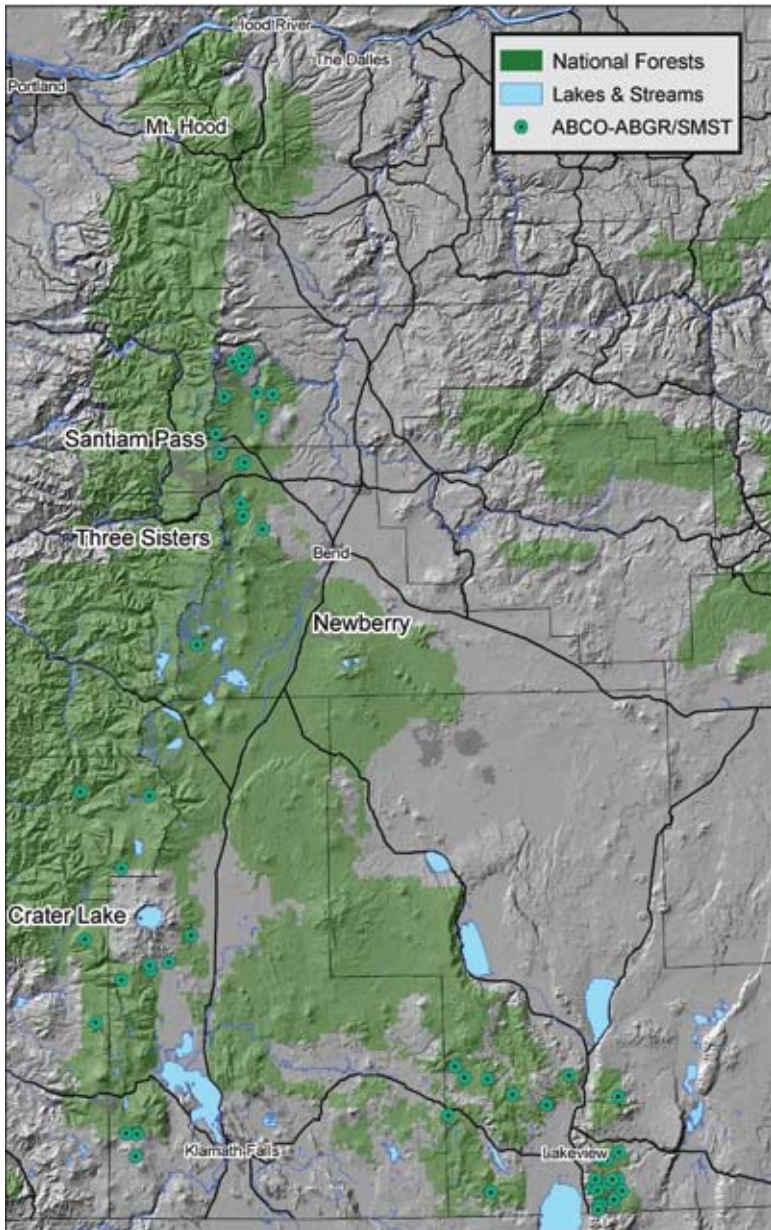 Hood River
The Dalles
Portland
Mt. Hood
National Forests
Lakes & Streams
ABCO-ABGR/SMST
Santiam Pass
Three Sisters
Bend
Newberry
Crater Lake
Klamath Falls
Lakeview